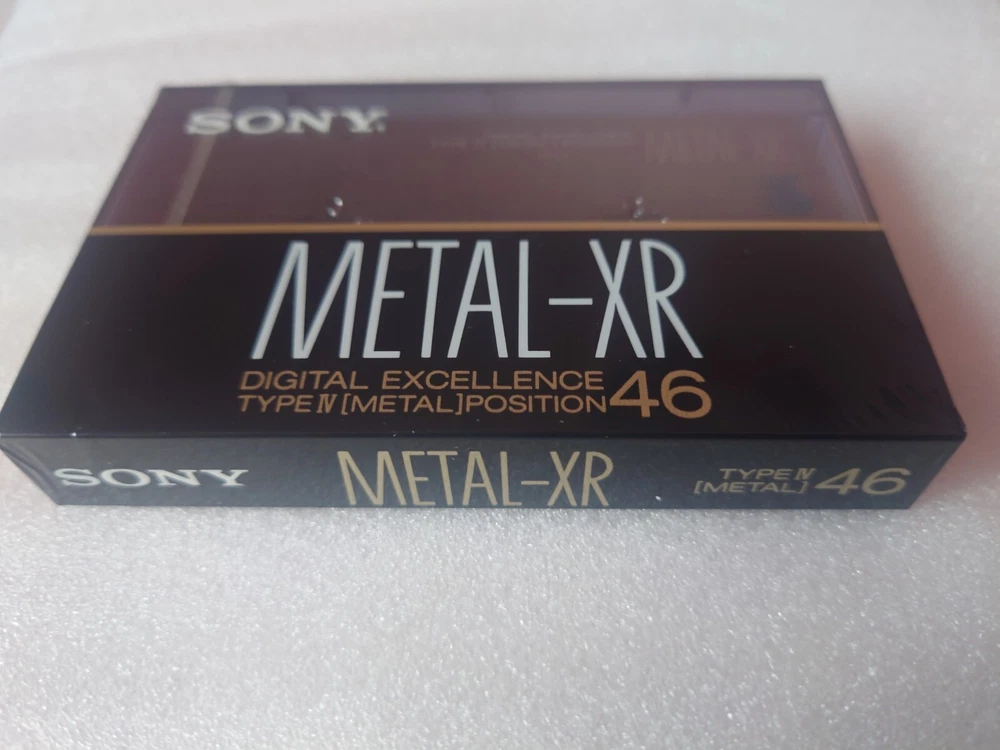 SONY
METAL-XR
DIGITAL EXCELLENCE
TYPE Ⅳ [METAL] POSITION 46
SONY METAL-XR TYPE Ⅳ 46
[METAL]